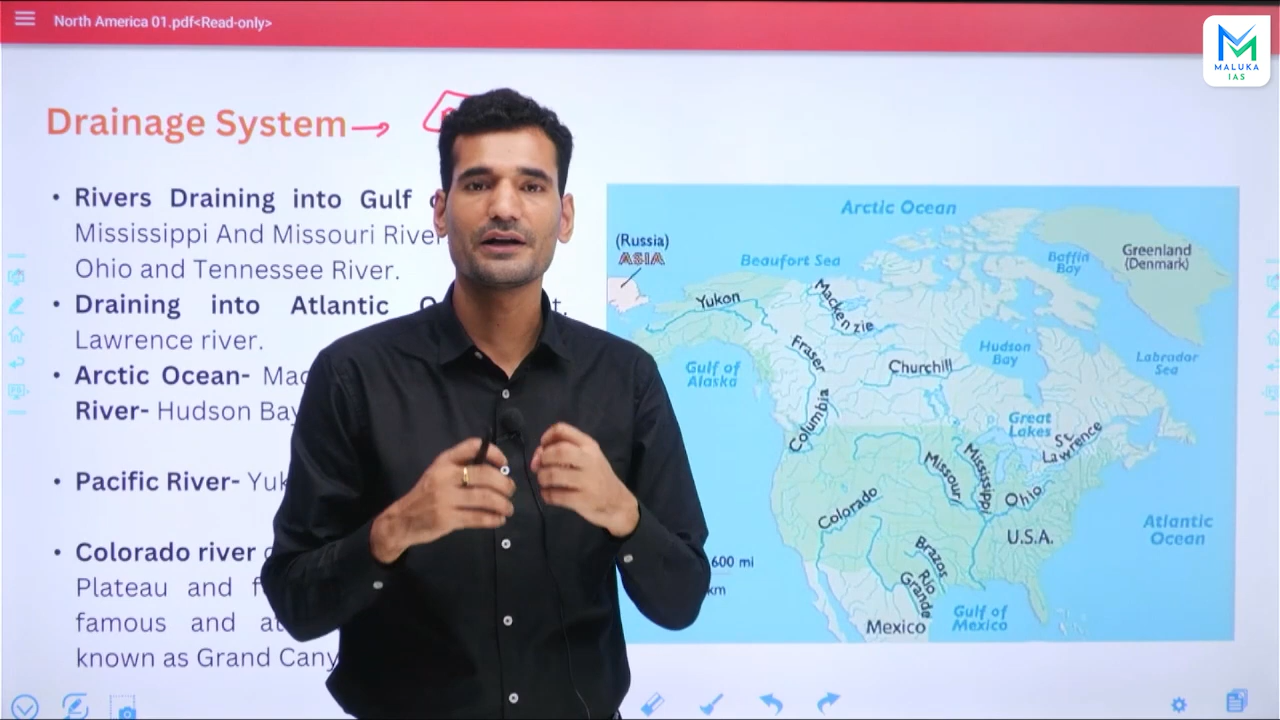 North America 01.pdf<Read-only>
MALUKA
IAS
Drainage System
Rivers Draining into Gulf
Mississippi And Missouri River
Ohio and Tennessee River.
Draining into Atlantic
Lawrence river.
Arctic Ocean-
River- Hudson Bay
Pacific River-
Colorado river
Plateau and
famous and
known as Grand
Arctic Ocean
(Russia)
ASIA
Beaufort Sea
Baffin
Bay
Greenland
(Denmark)
Yukon
Mackenzie
Gulf of
Alaska
Fraser
Churchill
Hudson
Bay
Labrador
Sea
Columbia
Great
Lakes
St.
Lawrence
Missouri
Mississippi
Ohio
Colorado
U.S.A.
Atlantic
Ocean
Brazos
Rio
Grande
600 mi
km
Mexico
Gulf of
Mexico